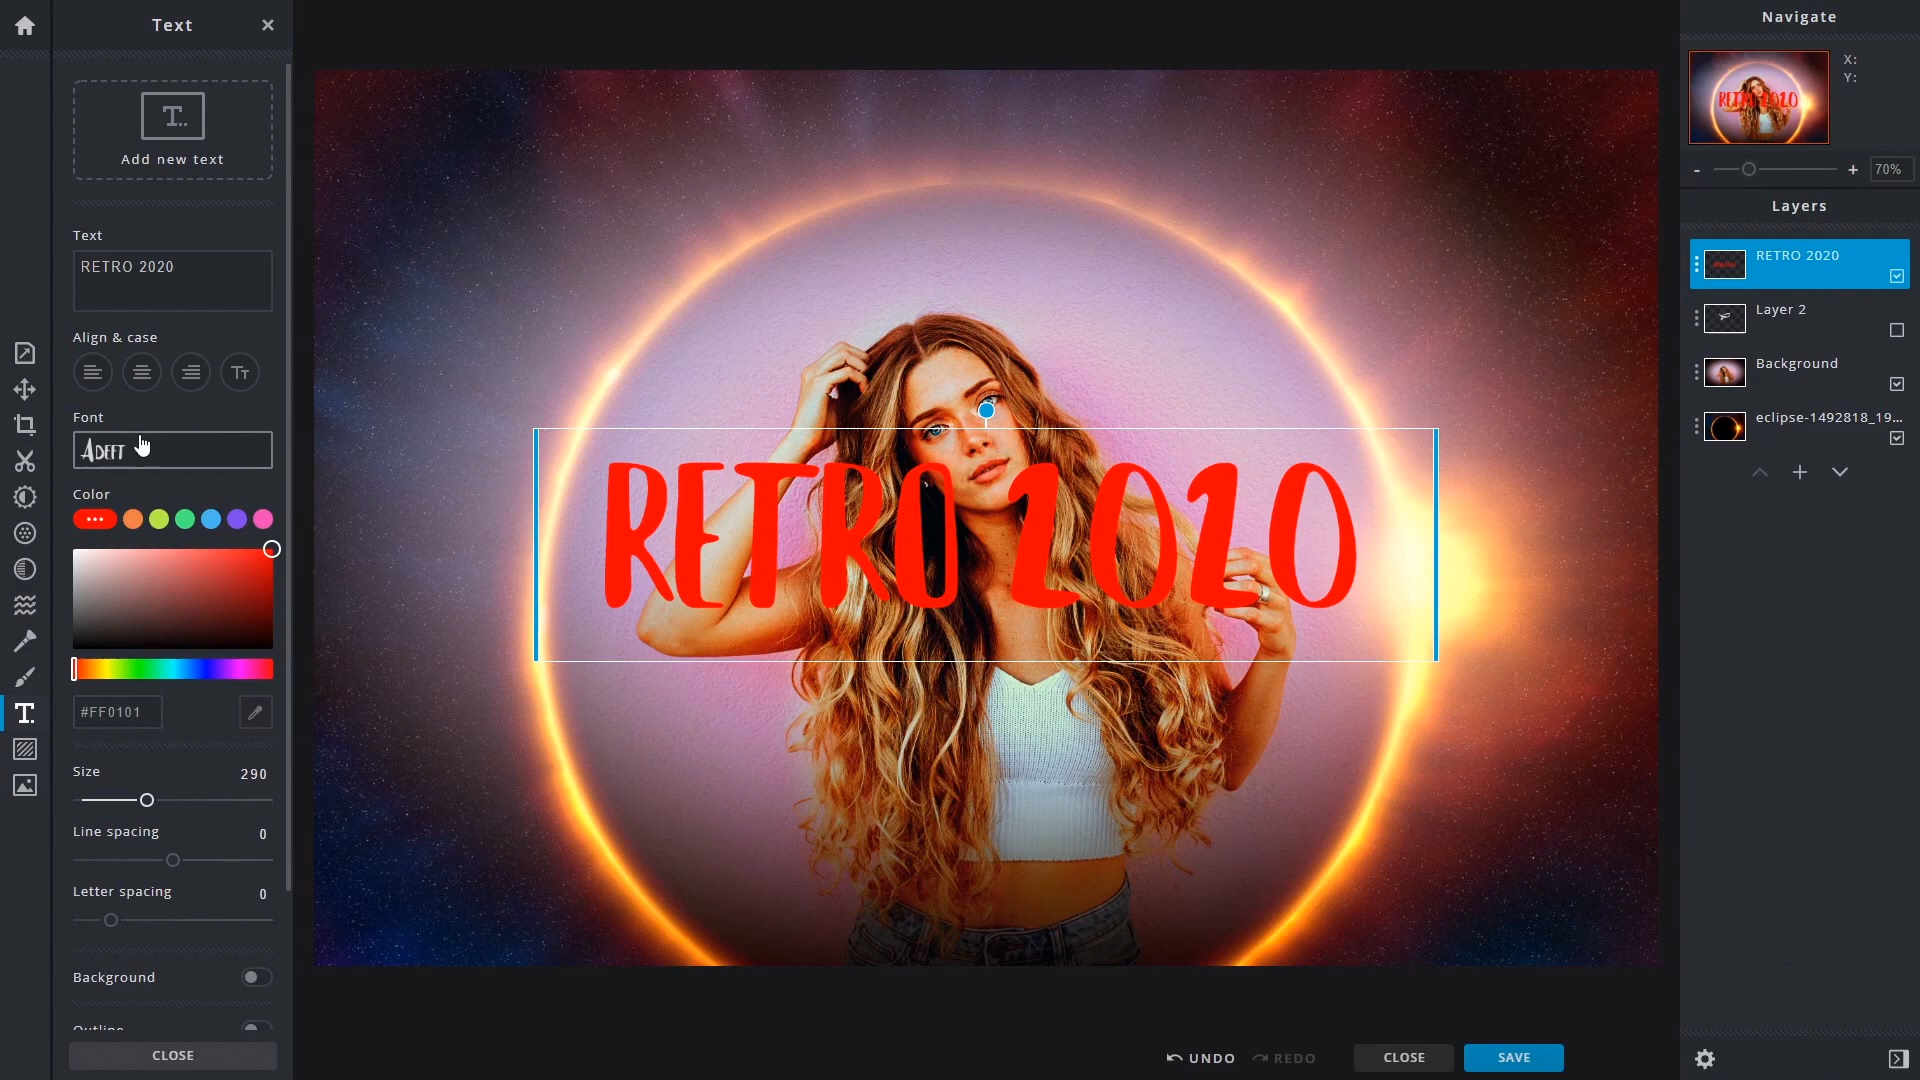 Text
Add new text
Text
RETRO 2020
Align & case
Font
ADEFT
Color
#FF0101
Size 290
Line spacing 0
Letter spacing 0
Background
Outline
CLOSE
RETRO 2020
UNDO REDO CLOSE SAVE
Navigate
RETRO 2020
X:
Y:
- + 70%
Layers
RETRO 2020
Layer 2
Background
eclipse-1492818_19...